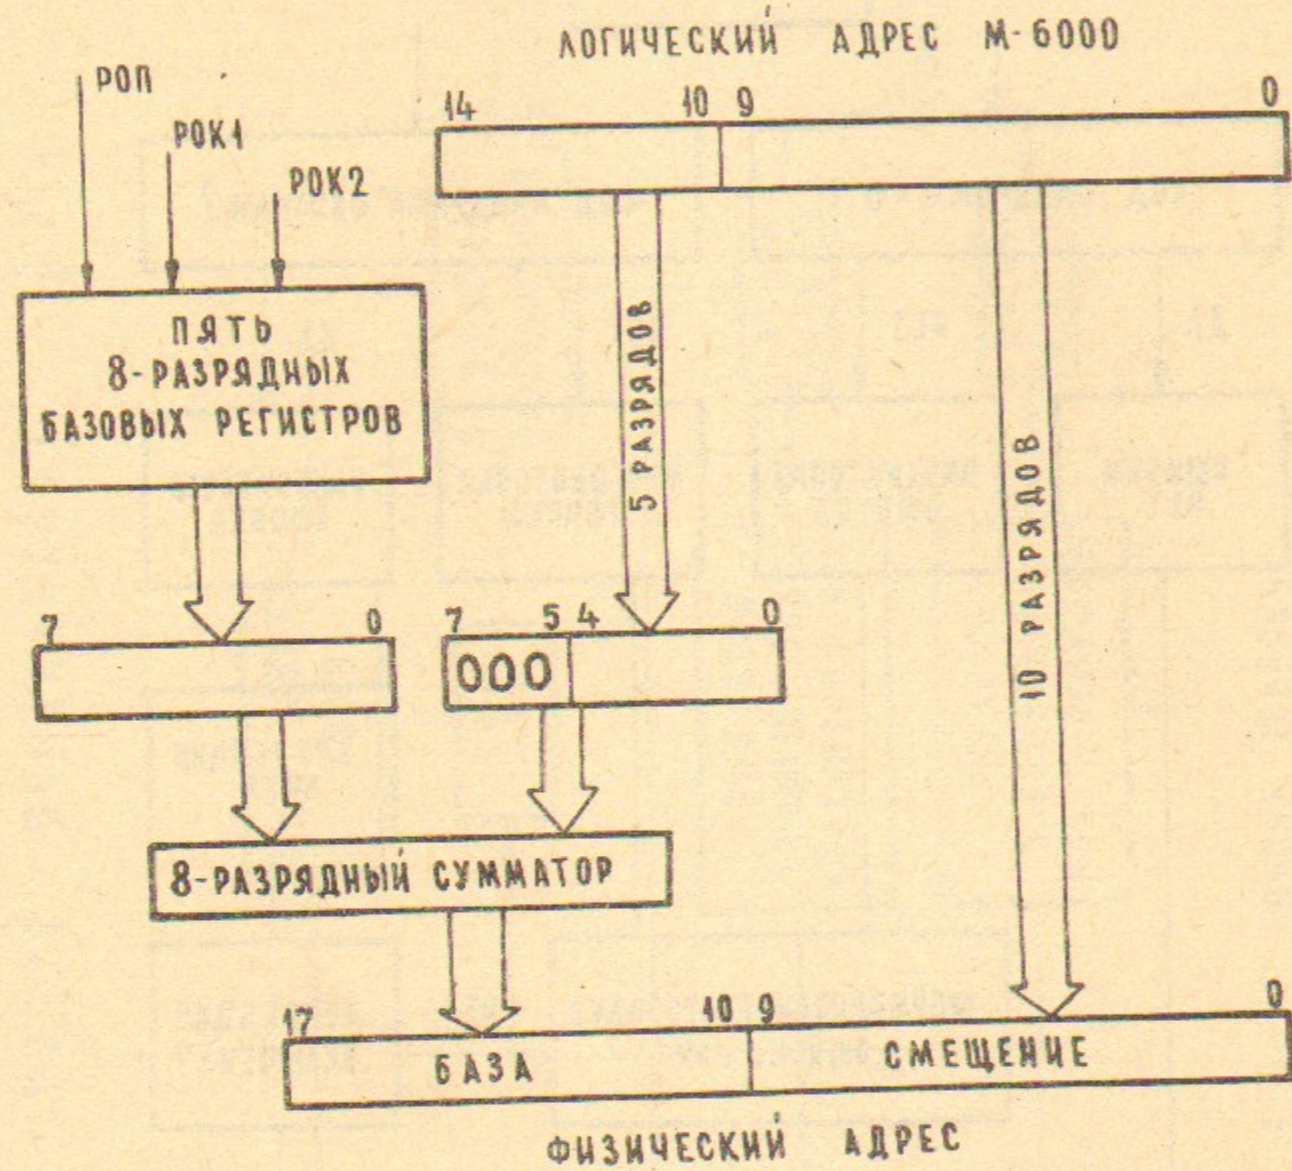 ЛОГИЧЕСКИЙ АДРЕС М-6000
РОП
РОК1
РОК2
14 10 9 0
ПЯТЬ
8-РАЗРЯДНЫХ
БАЗОВЫХ РЕГИСТРОВ
5 РАЗРЯДОВ
10 РАЗРЯДОВ
7 0
7 5 4 0
000
8-РАЗРЯДНЫЙ СУММАТОР
17 10 9 0
БАЗА
СМЕЩЕНИЕ
ФИЗИЧЕСКИЙ АДРЕС